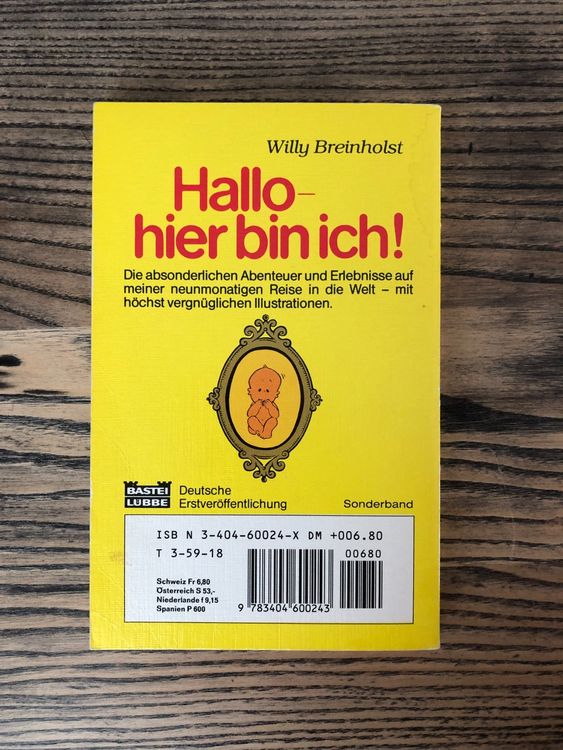 Willy Breinholst
Hallo–
hier bin ich!
Die absonderlichen Abenteuer und Erlebnisse auf
meiner neunmonatigen Reise in die Welt – mit
höchst vergnüglichen Illustrationen.
BASTEI
LÜBBE
Deutsche
Erstveröffentlichung
Sonderband
ISB N 3-404-60024-X DM +006.80
T 3-59-18
00680
Schweiz Fr 6,80
Österreich S 53,-
Niederlande f 9,15
Spanien P 600
9 783404 600243